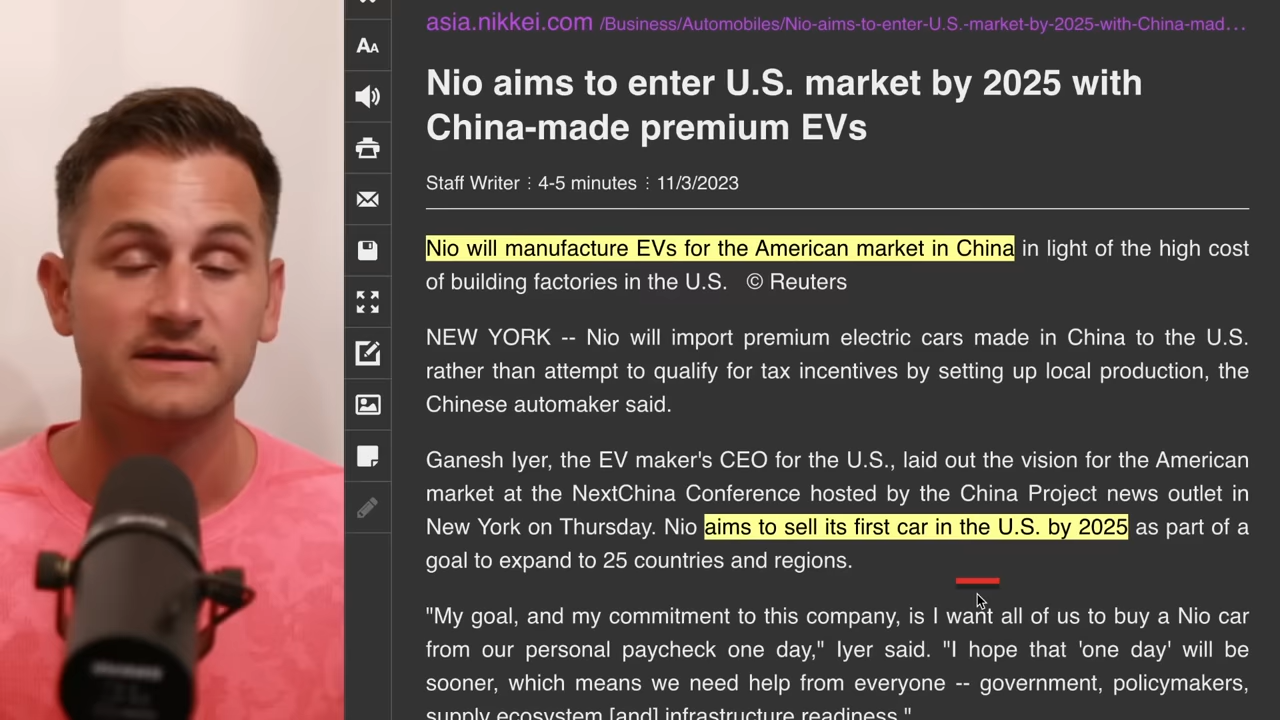 asia.nikkei.com /Business/Automobiles/Nio-aims-to-enter-U.S.-market-by-2025-with-China-mad...
Nio aims to enter U.S. market by 2025 with
China-made premium EVs
Staff Writer ⋮ 4-5 minutes ⋮ 11/3/2023
Nio will manufacture EVs for the American market in China in light of the high cost
of building factories in the U.S. © Reuters
NEW YORK -- Nio will import premium electric cars made in China to the U.S.
rather than attempt to qualify for tax incentives by setting up local production, the
Chinese automaker said.
Ganesh Iyer, the EV maker's CEO for the U.S., laid out the vision for the American
market at the NextChina Conference hosted by the China Project news outlet in
New York on Thursday. Nio aims to sell its first car in the U.S. by 2025 as part of a
goal to expand to 25 countries and regions.
"My goal, and my commitment to this company, is I want all of us to buy a Nio car
from our personal paycheck one day," Iyer said. "I hope that 'one day' will be
sooner, which means we need help from everyone -- government, policymakers,
supply ecosystem [and] infrastructure readiness."